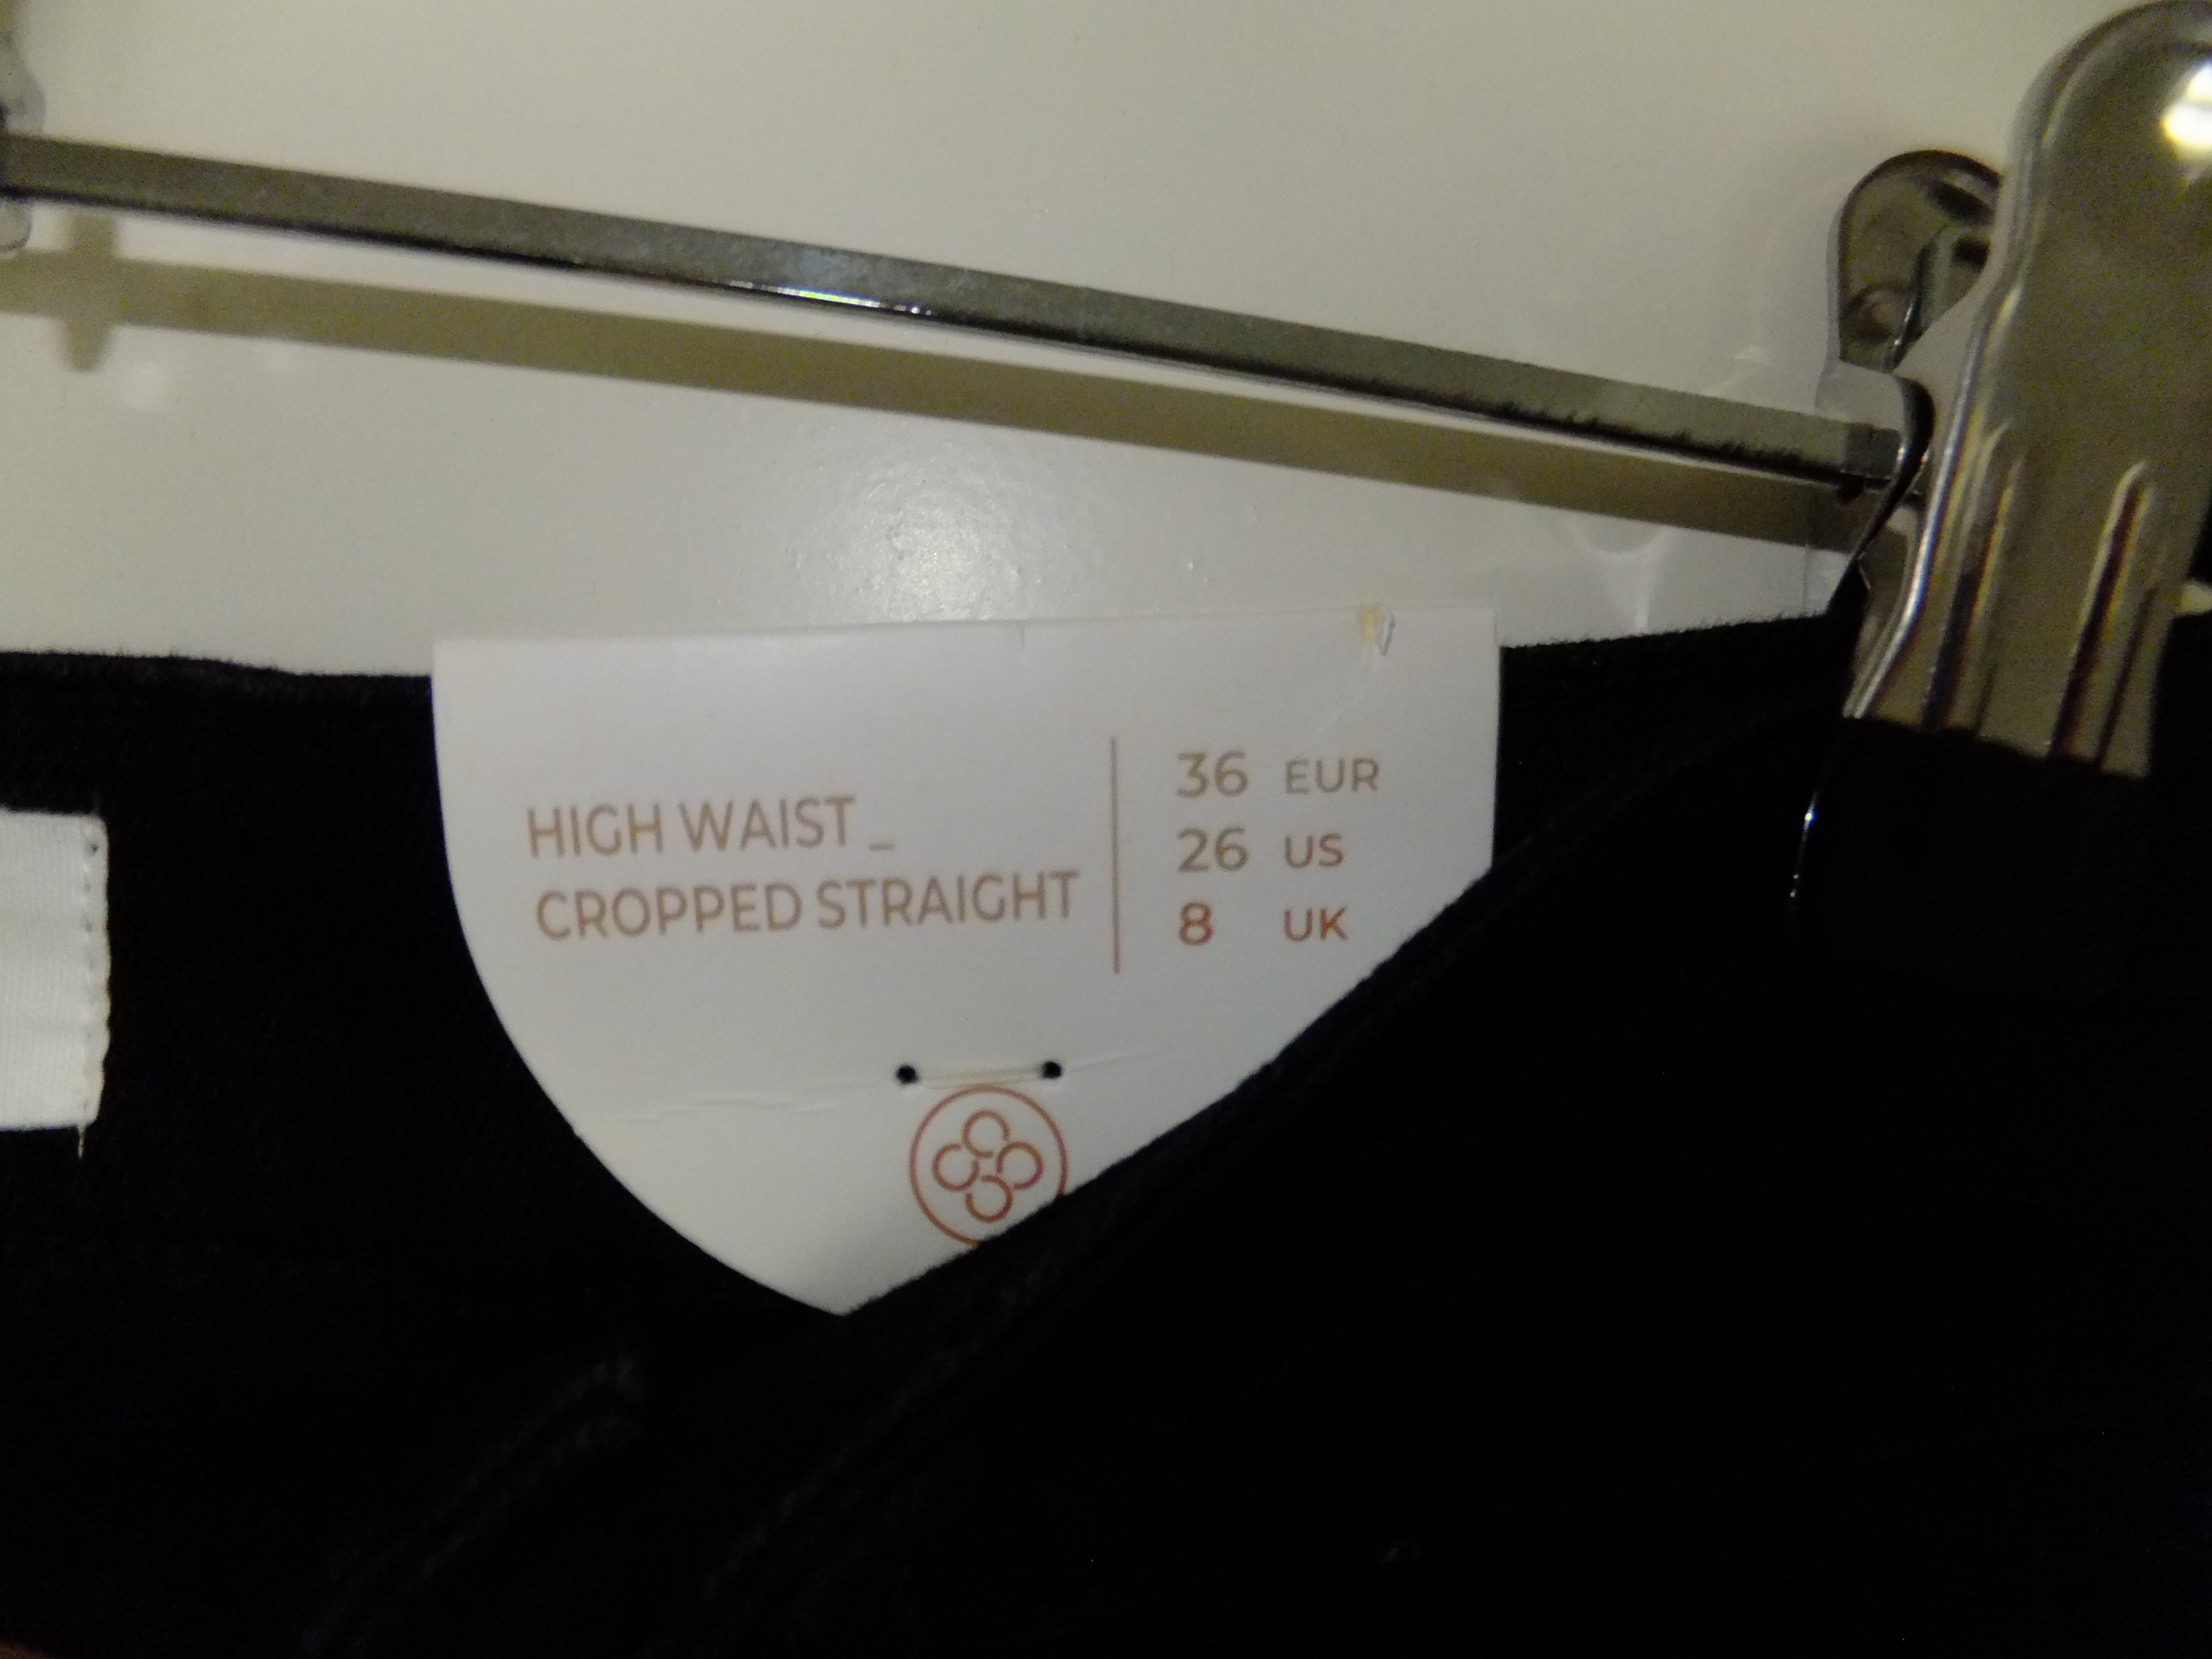 HIGH WAIST _
CROPPED STRAIGHT
36 EUR
26 US
8 UK